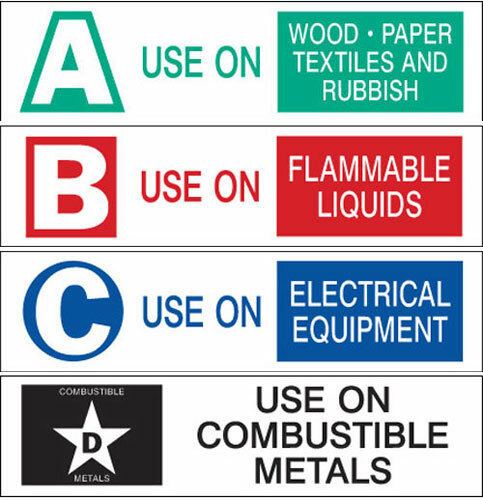 A
USE ON
WOOD • PAPER
TEXTILES AND
RUBBISH
B
USE ON
FLAMMABLE
LIQUIDS
C
USE ON
ELECTRICAL
EQUIPMENT
COMBUSTIBLE
D
METALS
USE ON
COMBUSTIBLE
METALS